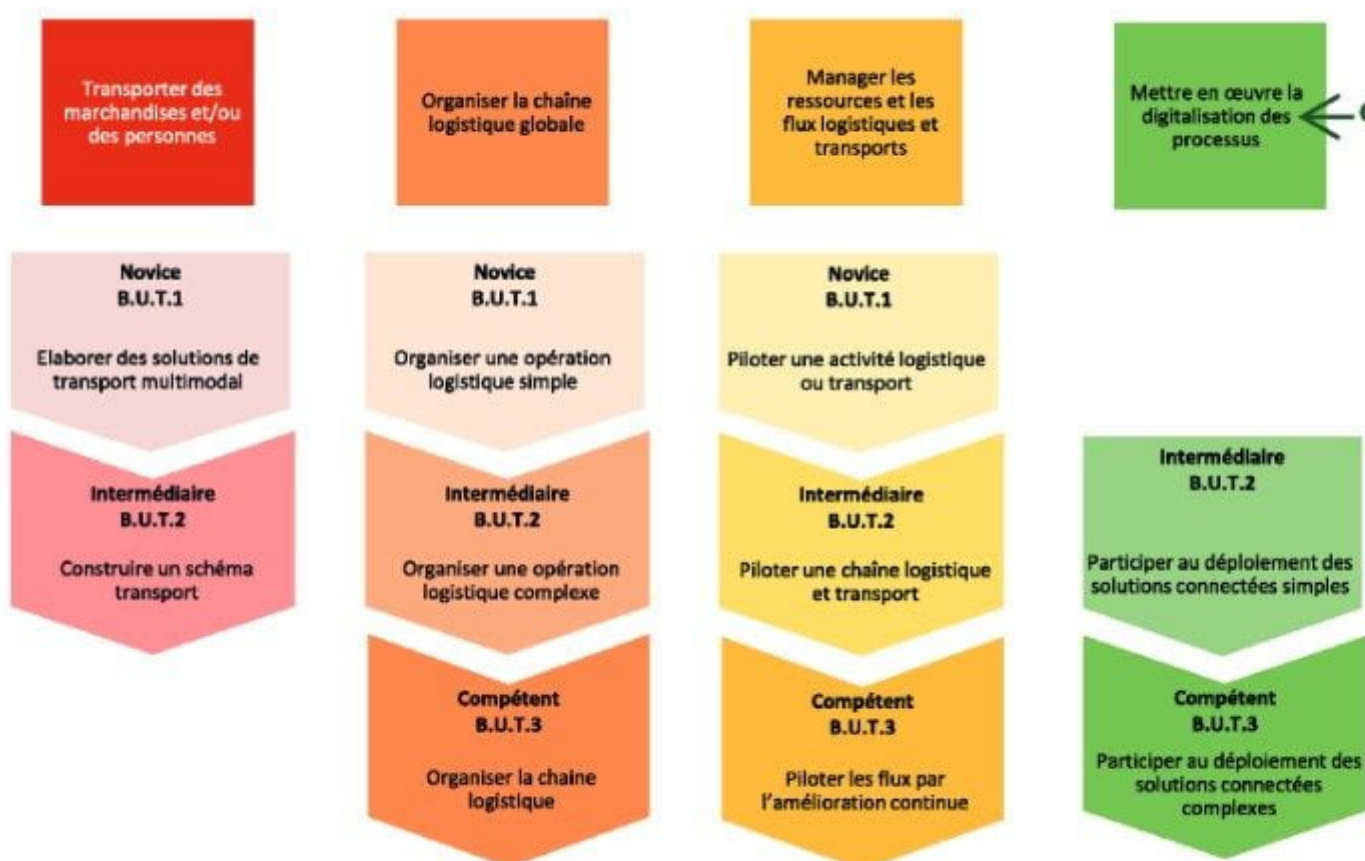 Transporter des
marchandises et/ou
des personnes
Organiser la chaîne
logistique globale
Manager les
ressources et les
flux logistiques et
transports
Mettre en œuvre la
digitalisation des
processus
Novice
B.U.T.1
Elaborer des solutions de
transport multimodal
Novice
B.U.T.1
Organiser une opération
logistique simple
Novice
B.U.T.1
Piloter une activité logistique
ou transport
Intermédiaire
B.U.T.2
Construire un schéma
transport
Intermédiaire
B.U.T.2
Organiser une opération
logistique complexe
Intermédiaire
B.U.T.2
Piloter une chaîne logistique
et transport
Intermédiaire
B.U.T.2
Participer au déploiement des
solutions connectées simples
Compétent
B.U.T.3
Organiser la chaine
logistique
Compétent
B.U.T.3
Piloter les flux par
l'amélioration continue
Compétent
B.U.T.3
Participer au déploiement des
solutions connectées
complexes